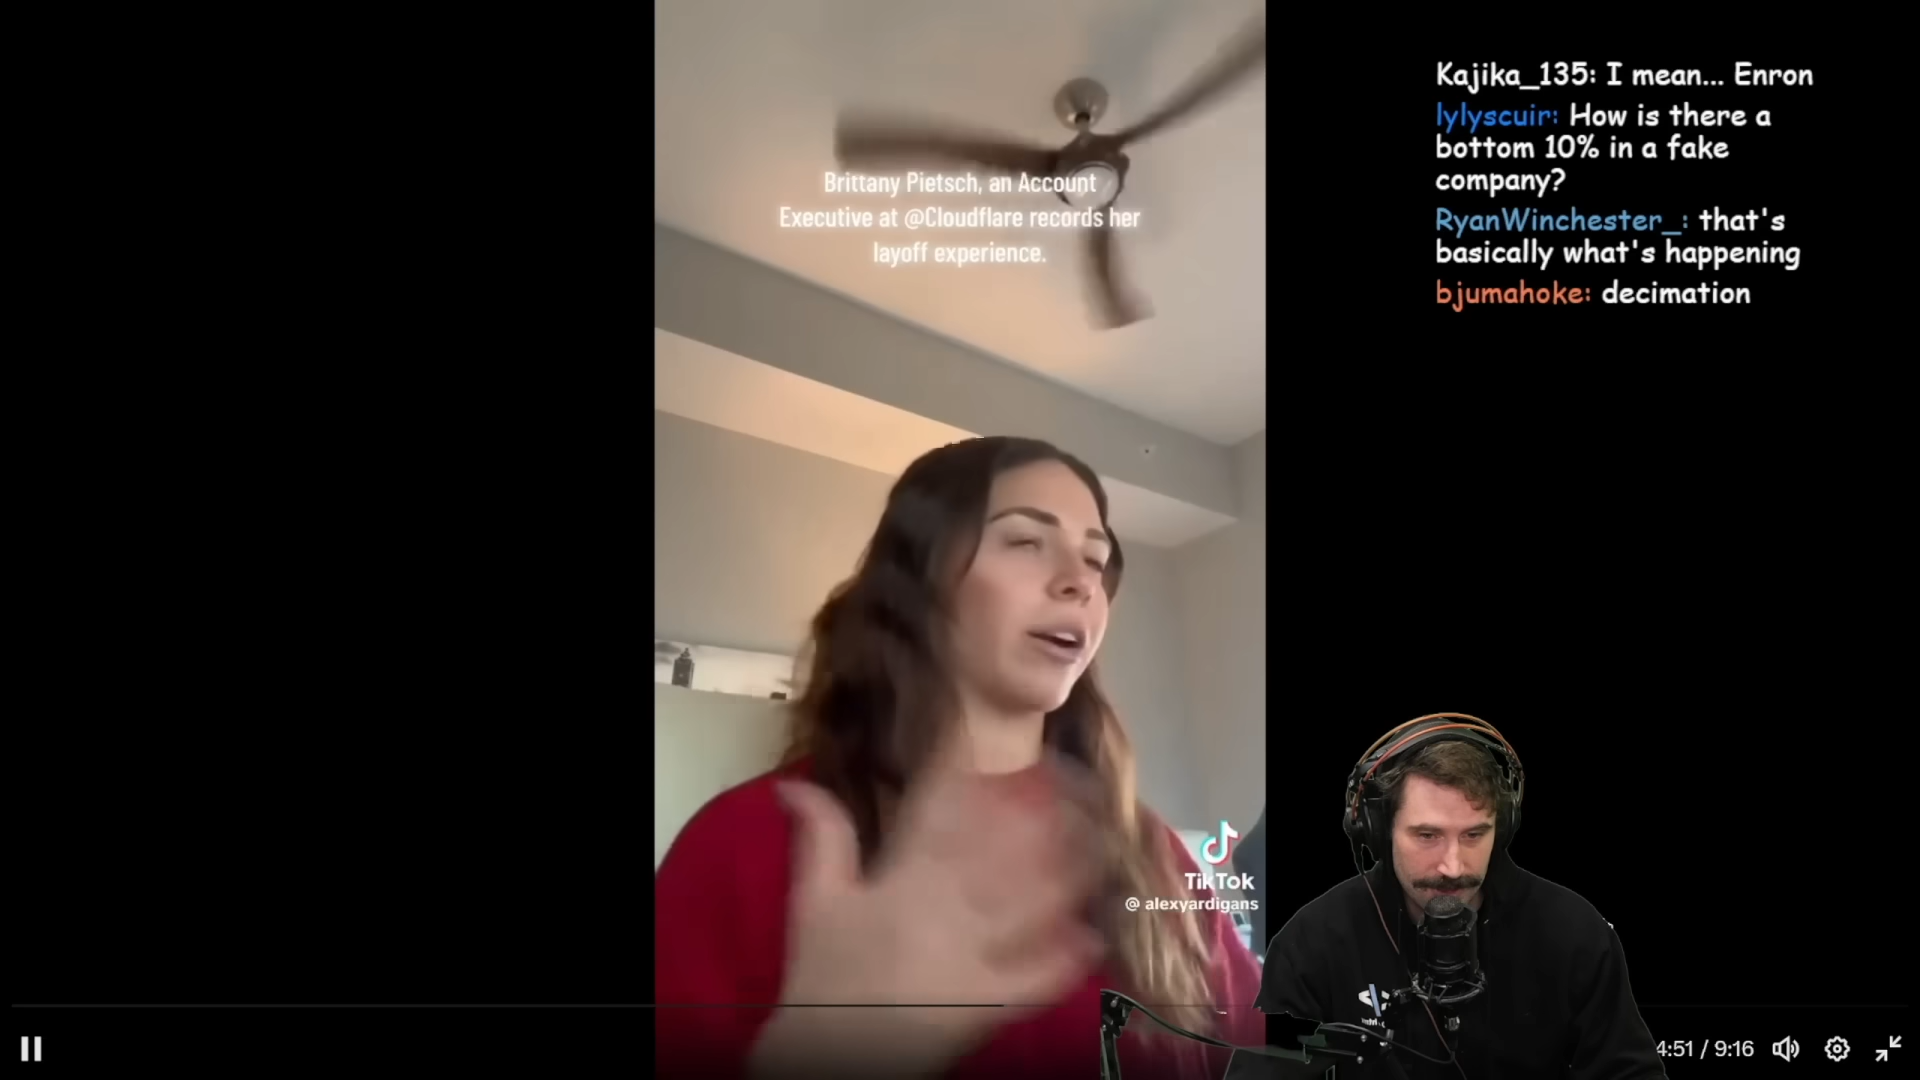 Brittany Pietsch, an Account
Executive at @Cloudflare records her
layoff experience.
Kajika_135: I mean... Enron
lylyscuir: How is there a
bottom 10% in a fake
company?
RyanWinchester_: that's
basically what's happening
bjumahoke: decimation
TikTok
@ alexyardigans
4:51 / 9:16